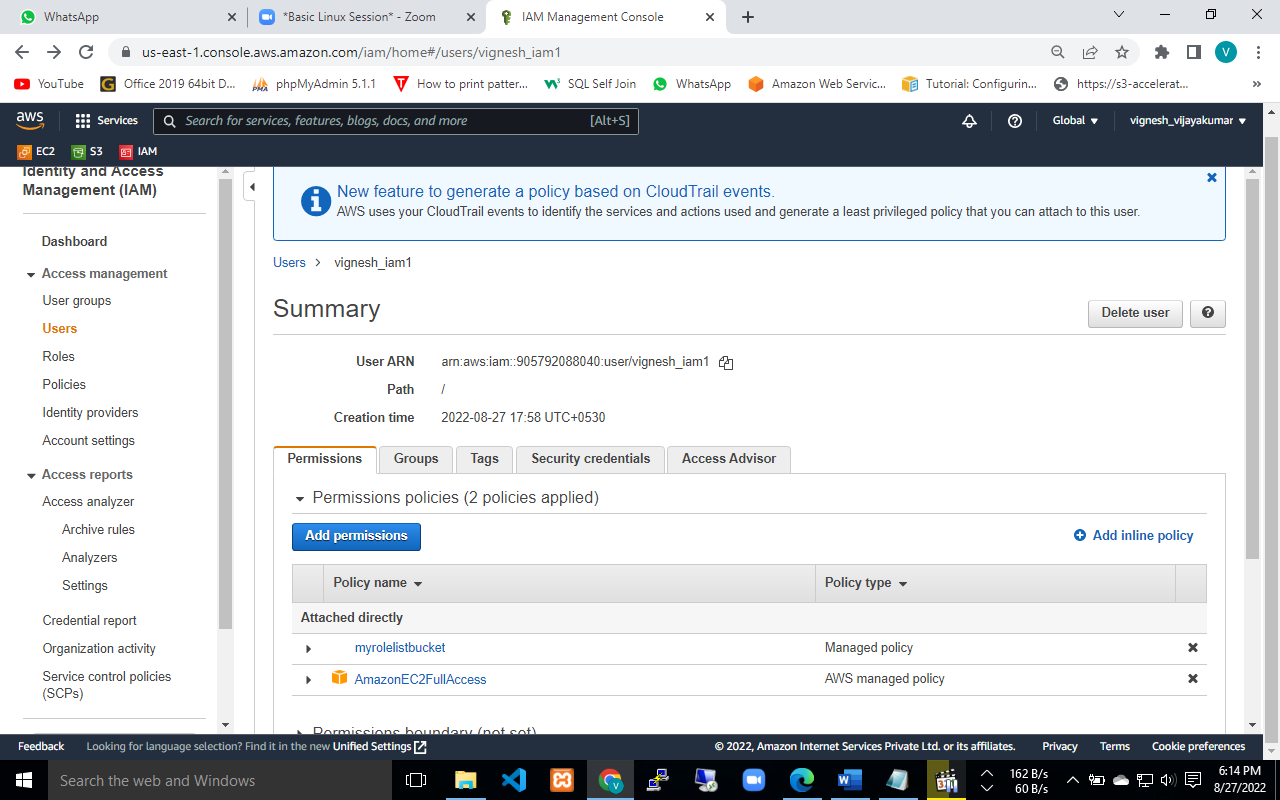 WhatsApp
*Basic Linux Session* - Zoom
IAM Management Console
us-east-1.console.aws.amazon.com/iam/home#/users/vignesh_iam1
V
YouTube
Office 2019 64bit D...
phpMyAdmin 5.1.1
How to print patter...
SQL Self Join
WhatsApp
Amazon Web Servic...
Tutorial: Configurin...
https://s3-accelerat...
aws
Services
Search for services, features, blogs, docs, and more
[Alt+S]
Global
vignesh_vijayakumar
EC2
S3
IAM
Identity and Access
Management (IAM)
Dashboard
Access management
User groups
Users
Roles
Policies
Identity providers
Account settings
Access reports
Access analyzer
Archive rules
Analyzers
Settings
Credential report
Organization activity
Service control policies
(SCPs)
New feature to generate a policy based on CloudTrail events.
AWS uses your CloudTrail events to identify the services and actions used and generate a least privileged policy that you can attach to this user.
Users > vignesh_iam1
Summary
Delete user
User ARN arn:aws:iam::905792088040:user/vignesh_iam1
Path /
Creation time 2022-08-27 17:58 UTC+0530
Permissions
Groups
Tags
Security credentials
Access Advisor
Permissions policies (2 policies applied)
Add permissions
Add inline policy
Policy name
Policy type
Attached directly
myrolelistbucket
Managed policy
AmazonEC2FullAccess
AWS managed policy
Permissions boundary (not set)
Feedback
Looking for language selection? Find it in the new Unified Settings
© 2022, Amazon Internet Services Private Ltd. or its affiliates.
Privacy
Terms
Cookie preferences
Search the web and Windows
162 B/s
60 B/s
6:14 PM
8/27/2022